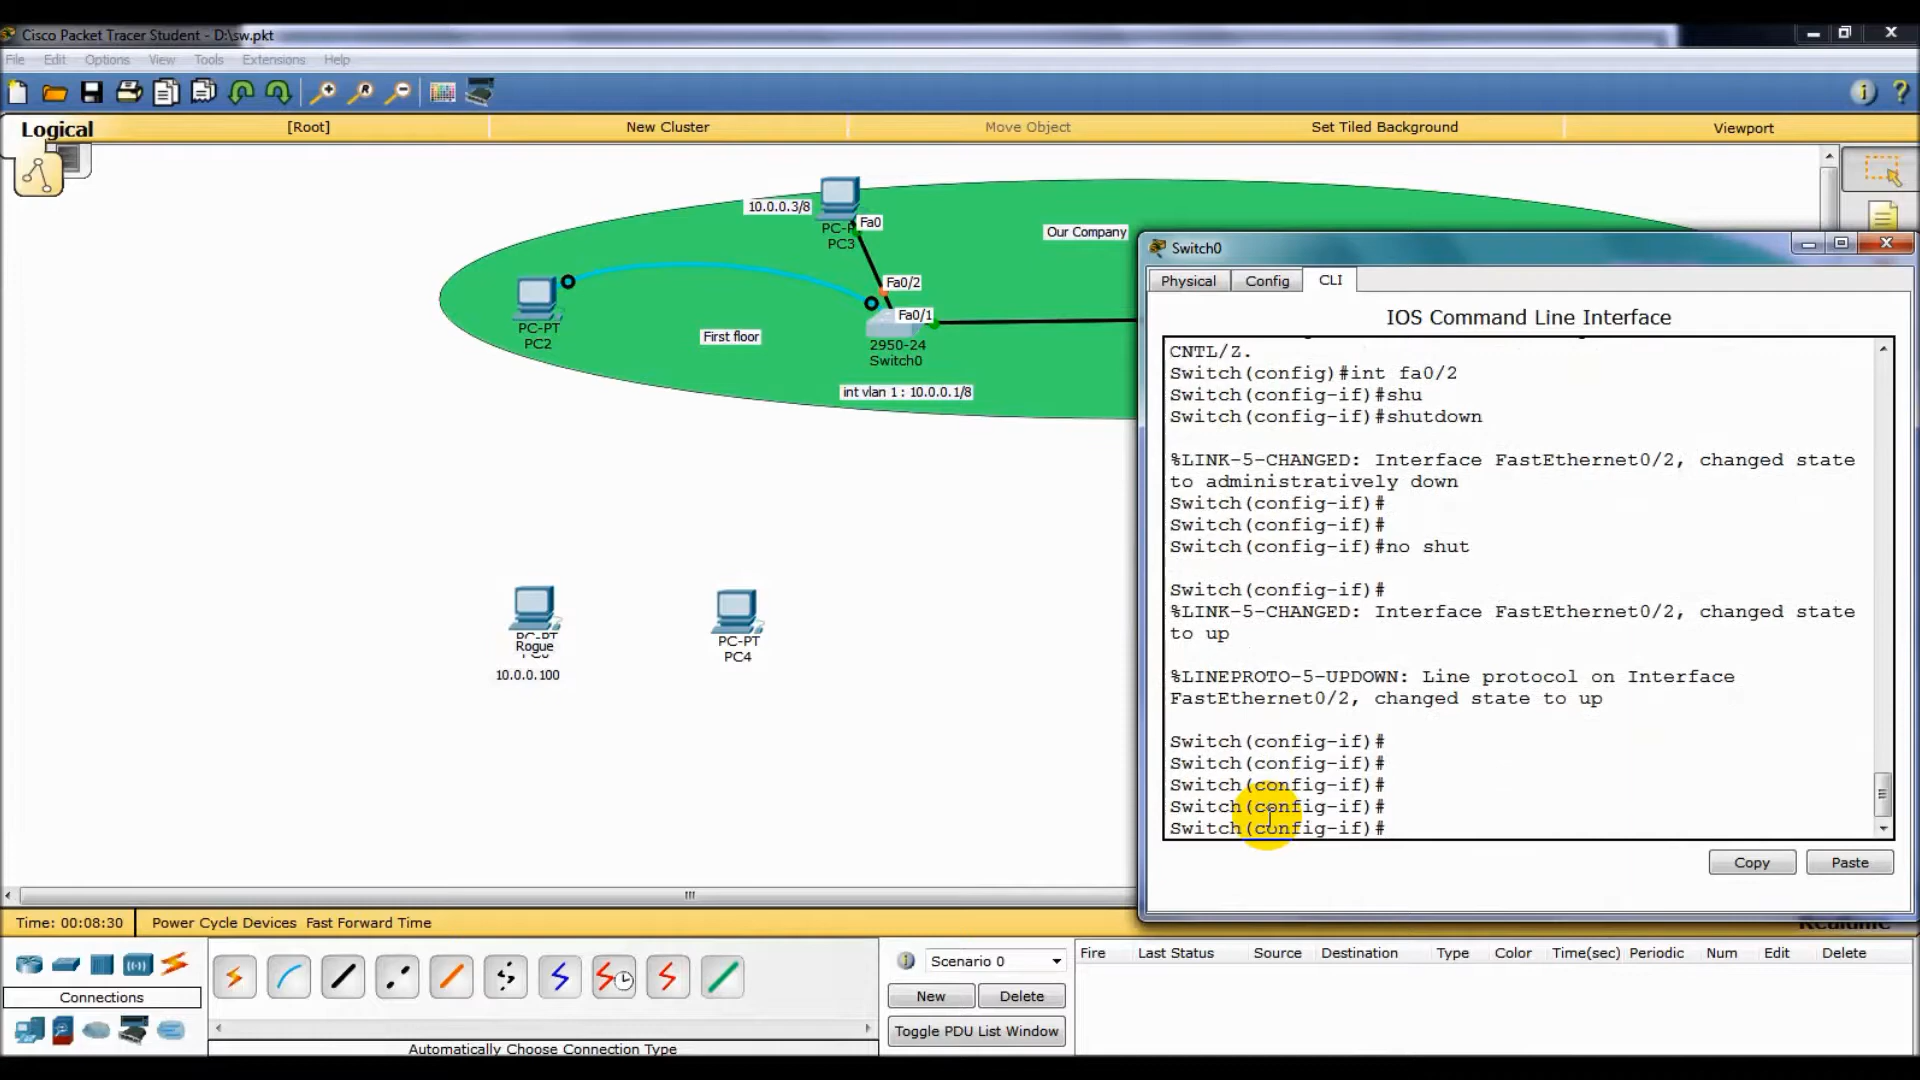 Cisco Packet Tracer Student - D:\sw.pkt
File Edit Options View Tools Extensions Help
Logical [Root] New Cluster Move Object Set Tiled Background Viewport
10.0.0.3/8
Fa0
PC3
Our Company
Fa0/2
Fa0/1
PC-PT
PC2
First floor
2950-24
Switch0
int vlan 1 : 10.0.0.1/8
Rogue
10.0.0.100
PC-PT
PC4
Switch0
Physical Config CLI
IOS Command Line Interface
CNTL/Z.
Switch(config)#int fa0/2
Switch(config-if)#shu
Switch(config-if)#shutdown
%LINK-5-CHANGED: Interface FastEthernet0/2, changed state
to administratively down
Switch(config-if)#
Switch(config-if)#
Switch(config-if)#no shut
Switch(config-if)#
%LINK-5-CHANGED: Interface FastEthernet0/2, changed state
to up
%LINEPROTO-5-UPDOWN: Line protocol on Interface
FastEthernet0/2, changed state to up
Switch(config-if)#
Switch(config-if)#
Switch(config-if)#
Switch(config-if)#
Switch(config-if)#
Copy Paste
Time: 00:08:30 Power Cycle Devices Fast Forward Time
Realtime
Connections
Automatically Choose Connection Type
Scenario 0
New Delete
Toggle PDU List Window
Fire Last Status Source Destination Type Color Time(sec) Periodic Num Edit Delete